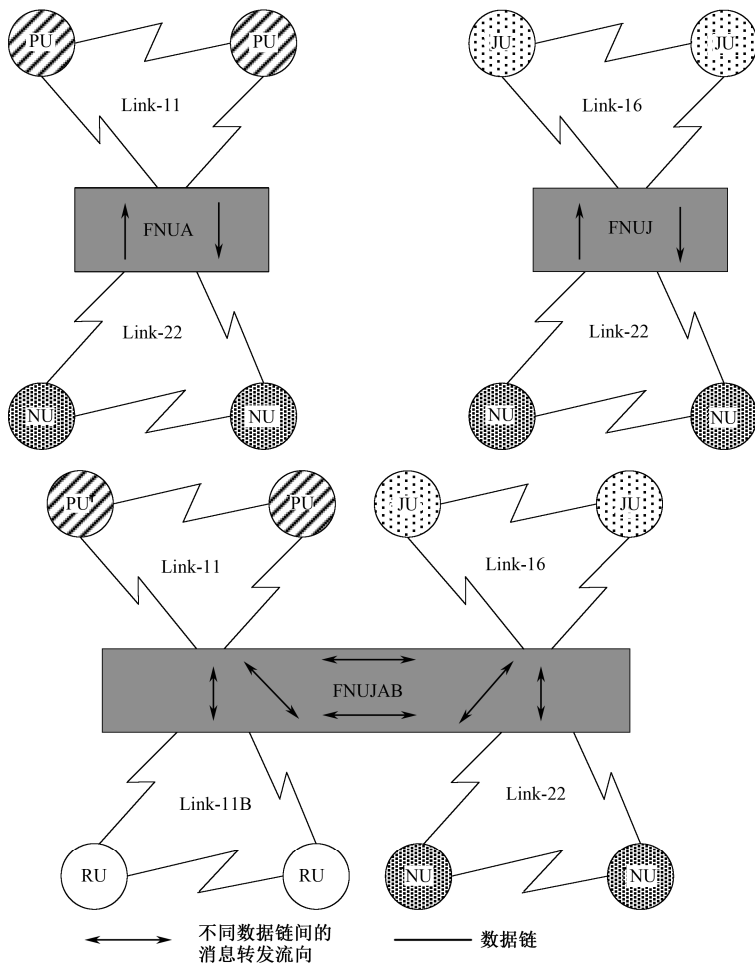 PU
PU
JU
JU
Link-11
Link-16
FNUA
FNUJ
Link-22
Link-22
NU
NU
NU
NU
PU
PU
JU
JU
Link-11
Link-16
FNUJAB
Link-11B
Link-22
RU
RU
NU
NU
不同数据链间的
消息转发流向
数据链